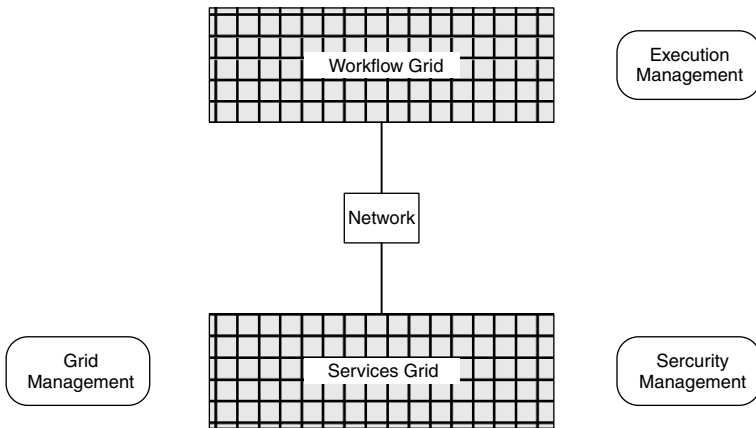 Workflow Grid
Execution
Management
Network
Grid
Management
Services Grid
Sercurity
Management